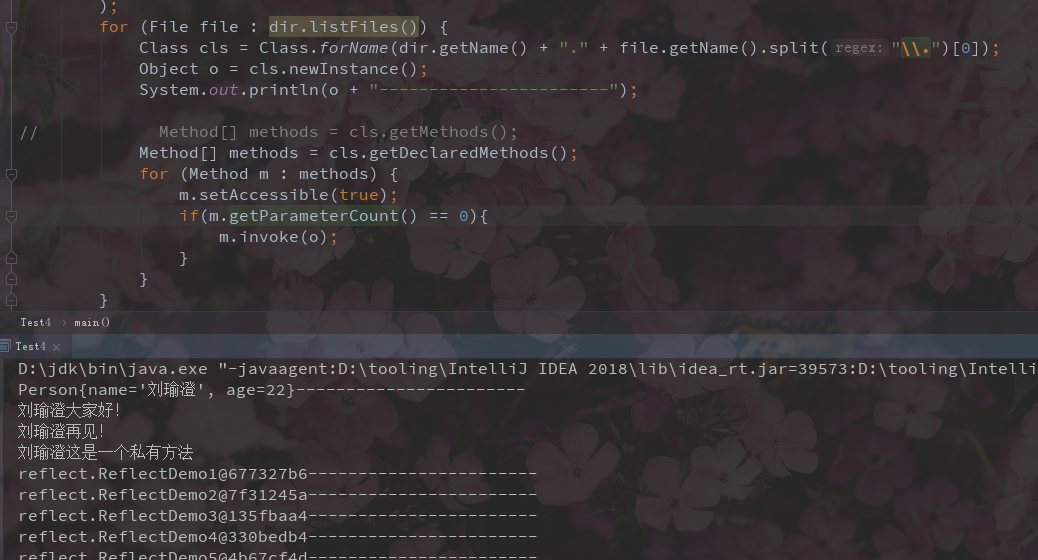 );
for (File file : dir.listFiles()) {
Class cls = Class.forName(dir.getName() + "." + file.getName().split( regex: "\\.")[0]);
Object o = cls.newInstance();
System.out.println(o + "-----------------------");
// Method[] methods = cls.getMethods();
Method[] methods = cls.getDeclaredMethods();
for (Method m : methods) {
m.setAccessible(true);
if(m.getParameterCount() == 0){
m.invoke(o);
}
}
}
Test4 › main()
Test4 ×
D:\jdk\bin\java.exe "-javaagent:D:\tooling\IntelliJ IDEA 2018\lib\idea_rt.jar=39573:D:\tooling\Intelli
Person{name='刘瑜澄', age=22}-----------------------
刘瑜澄大家好!
刘瑜澄再见!
刘瑜澄这是一个私有方法
reflect.ReflectDemo1@677327b6-----------------------
reflect.ReflectDemo2@7f31245a-----------------------
reflect.ReflectDemo3@135fbaa4-----------------------
reflect.ReflectDemo4@330bedb4-----------------------
reflect.ReflectDemo5@4b67cf4d-----------------------